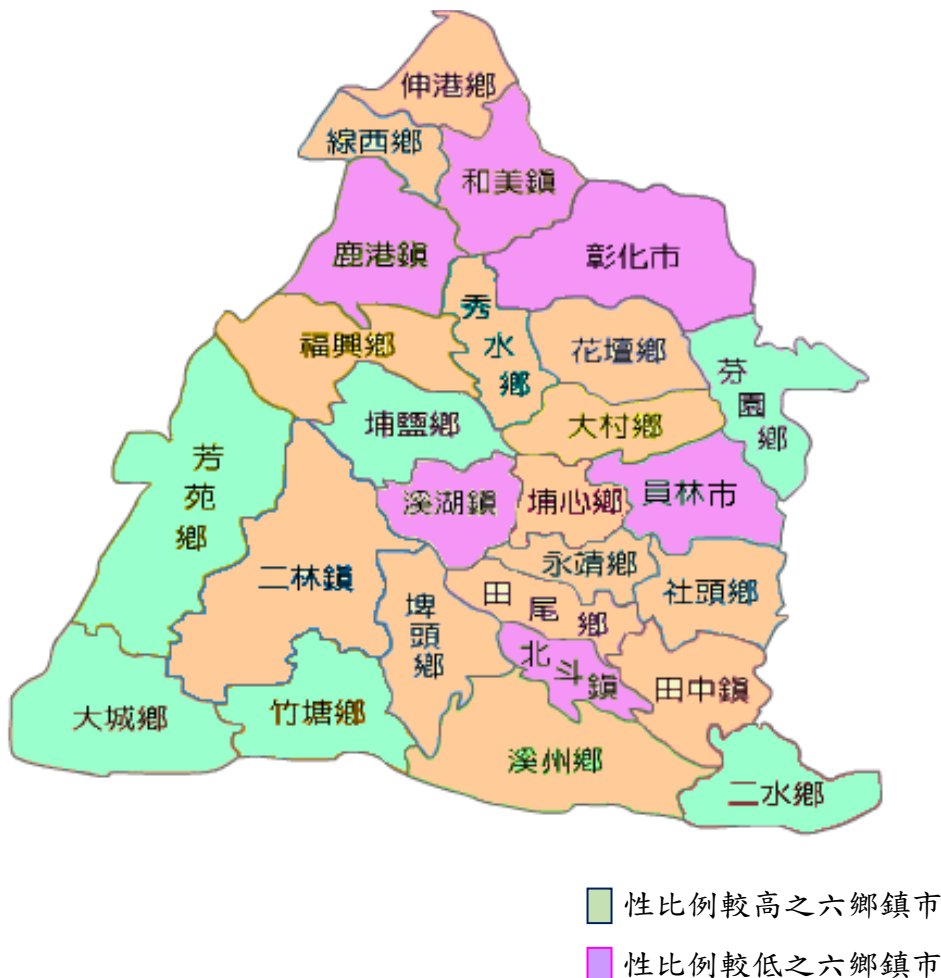 伸港鄉
線西鄉
和美鎮
鹿港鎮
彰化市
秀水鄉
福興鄉
花壇鄉
芬園鄉
埔鹽鄉
大村鄉
芳苑鄉
溪湖鎮
埔心鄉
員林市
二林鎮
永靖鄉
社頭鄉
埤頭鄉
田尾鄉
北斗鎮
田中鎮
大城鄉
竹塘鄉
溪州鄉
二水鄉
性比例較高之六鄉鎮市
性比例較低之六鄉鎮市